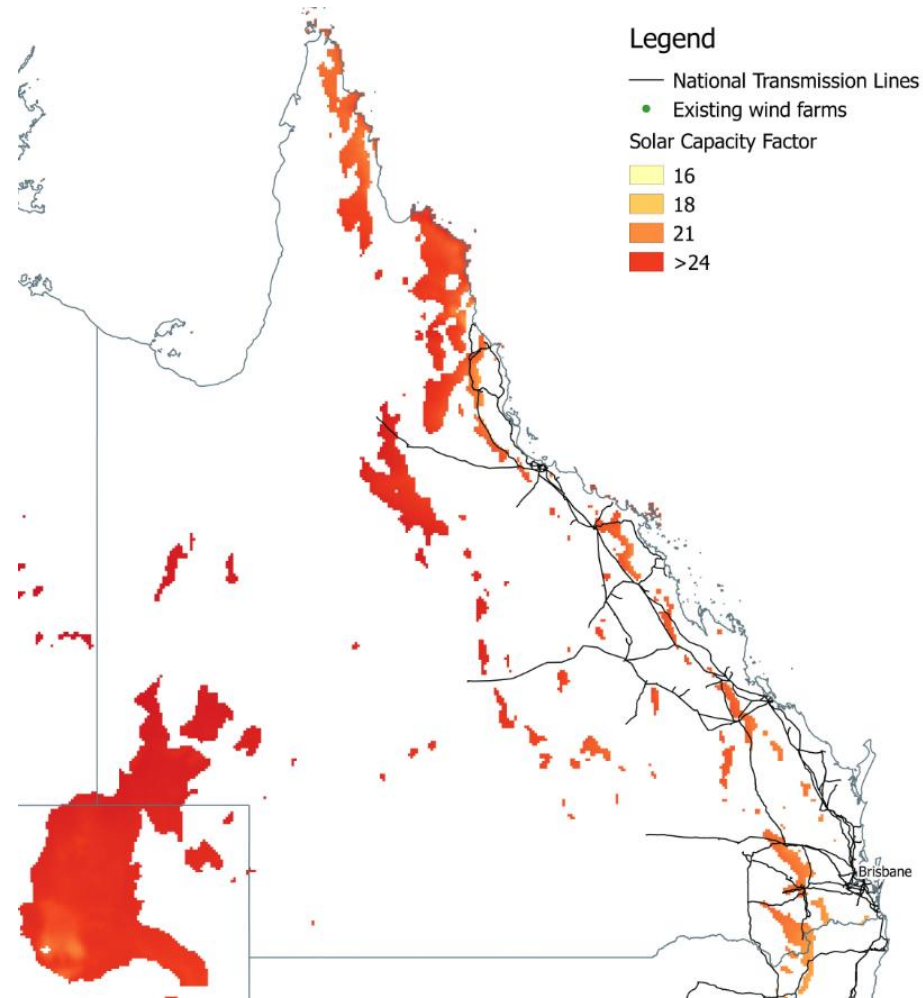 Legend
National Transmission Lines
Existing wind farms
Solar Capacity Factor
16
18
21
>24
Brisbane